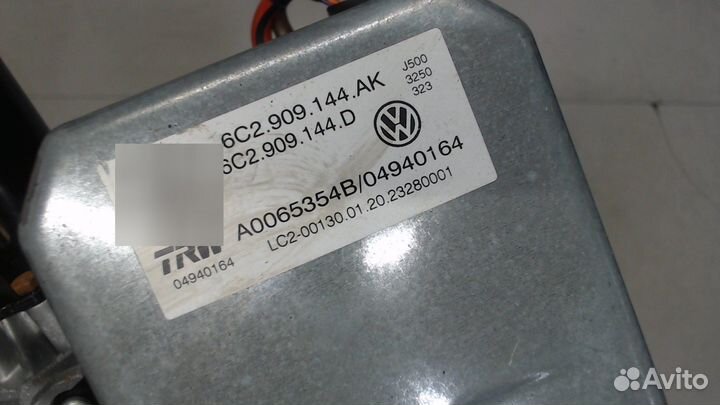 6C2.909.144.AK
6C2.909.144.D
J500
3250
323
A0065354B/04940164
LC2-00130.01.20.23280001
TRW
04940164
Avito